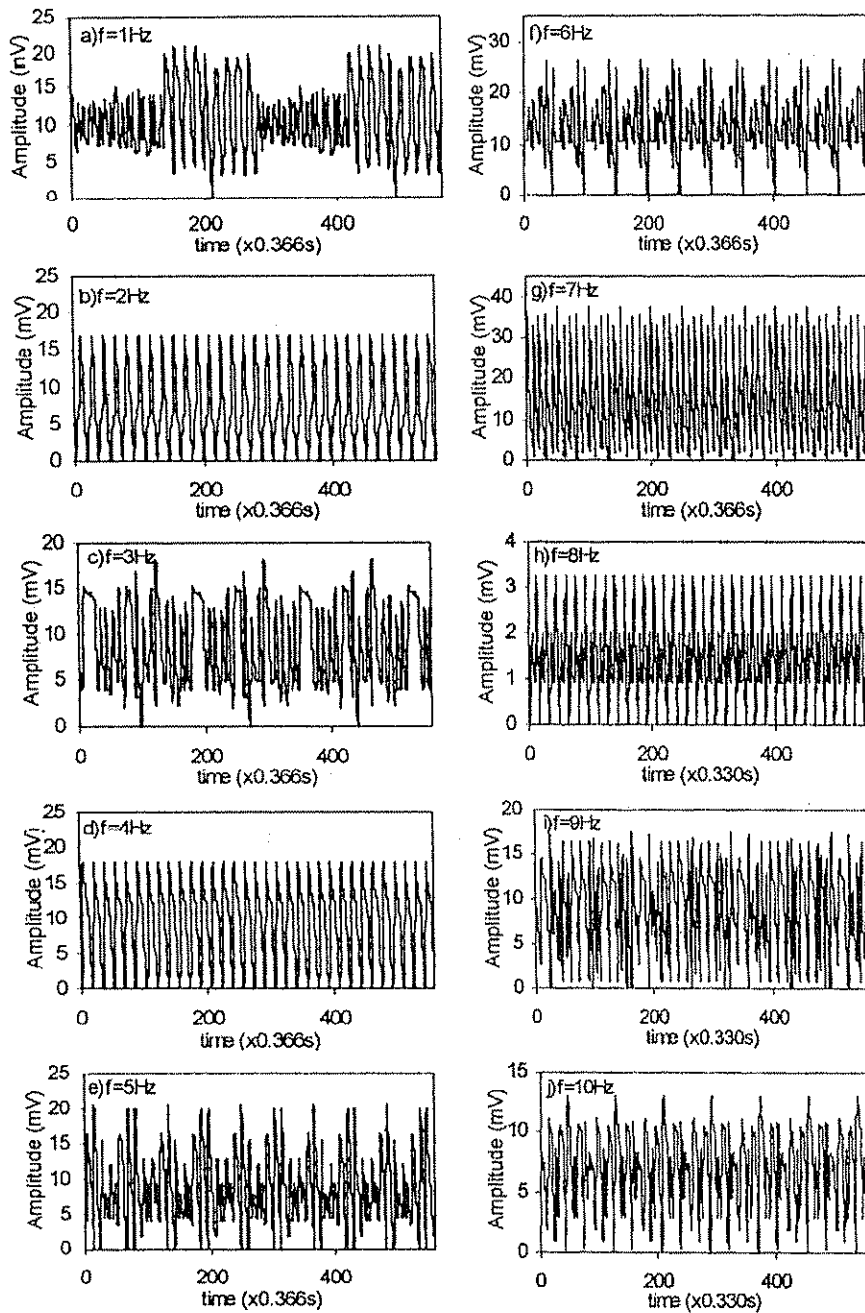 a)f=1Hz
Amplitude (mV)
25
20
15
10
5
0
0 200 400
time (x0.366s)
b)f=2Hz
Amplitude (mV)
25
20
15
10
5
0
0 200 400
time (x0.366s)
c)f=3Hz
Amplitude (mV)
20
15
10
5
0
0 200 400
time (x0.366s)
d)f=4Hz
Amplitude (mV)
25
20
15
10
5
0
0 200 400
time (x0.366s)
e)f=5Hz
Amplitude (mV)
25
20
15
10
5
0
0 200 400
time (x0.366s)
f)f=6Hz
Amplitude (mV)
30
20
10
0
0 200 400
time (x0.366s)
g)f=7Hz
Amplitude (mV)
40
30
20
10
0
0 200 400
time (x0.366s)
h)f=8Hz
Amplitude (mV)
4
3
2
1
0
0 200 400
time (x0.330s)
i)f=9Hz
Amplitude (mV)
20
15
10
5
0
0 200 400
time (x0.330s)
j)f=10Hz
Amplitude (mV)
15
10
5
0
0 200 400
time (x0.330s)